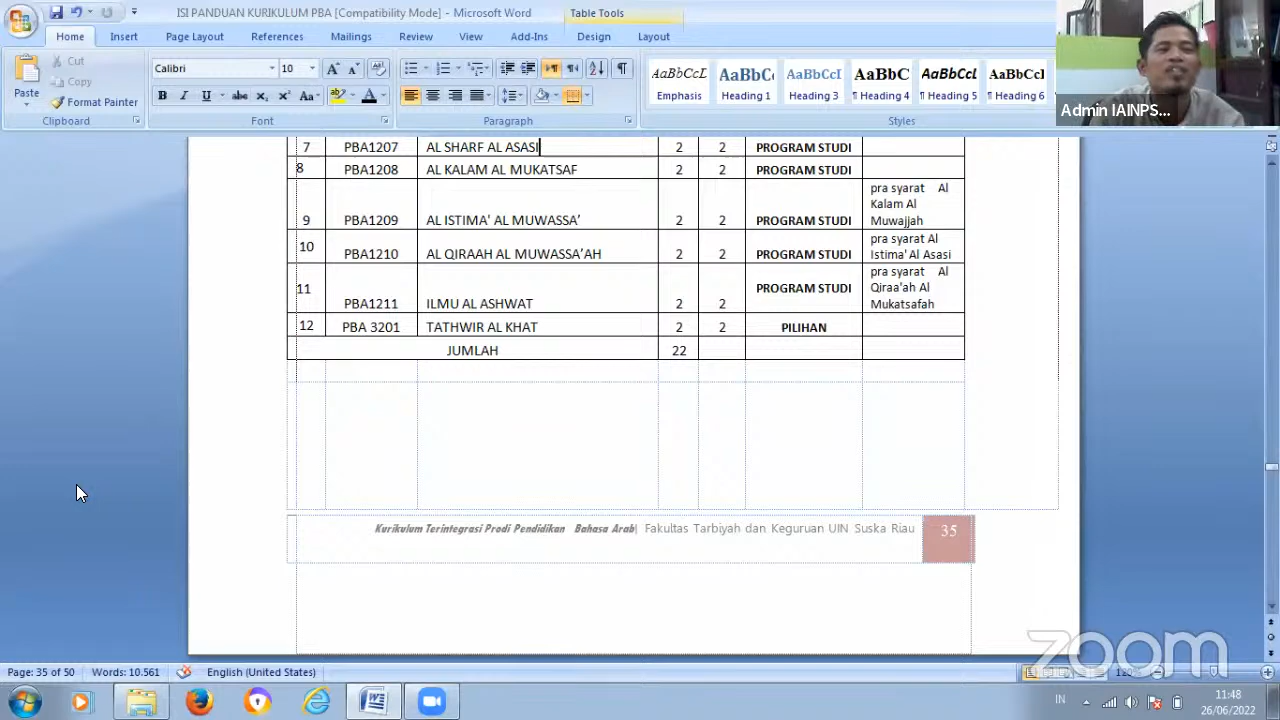 ISI PANDUAN KURIKULUM PBA [Compatibility Mode] - Microsoft Word
Table Tools
Home Insert Page Layout References Mailings Review View Add-Ins Design Layout
Paste
Cut
Copy
Format Painter
Clipboard
Calibri 10
Font
Paragraph
AaBbCcL AaBbCc AaBbCcI AaBbC AaBbCcL AaBbCcI
Emphasis Heading 1 Heading 3 ¶ Heading 4 ¶ Heading 5 ¶ Heading 6
Styles
Admin IAINPS...
7 PBA1207 AL SHARF AL ASASI 2 2 PROGRAM STUDI
8 PBA1208 AL KALAM AL MUKATSAF 2 2 PROGRAM STUDI
9 PBA1209 AL ISTIMA' AL MUWASSA’ 2 2 PROGRAM STUDI pra syarat Al
Kalam Al
Muwajjah
10 PBA1210 AL QIRAAH AL MUWASSA’AH 2 2 PROGRAM STUDI pra syarat Al
Istima' Al Asasi
11 PBA1211 ILMU AL ASHWAT 2 2 PROGRAM STUDI pra syarat Al
Qiraa'ah Al
Mukatsafah
12 PBA 3201 TATHWIR AL KHAT 2 2 PILIHAN
JUMLAH 22
Kurikulum Terintegrasi Prodi Pendidikan Bahasa Arab| Fakultas Tarbiyah dan Keguruan UIN Suska Riau 35
zoom
Page: 35 of 50 Words: 10.561 English (United States)
IN 11:48
26/06/2022